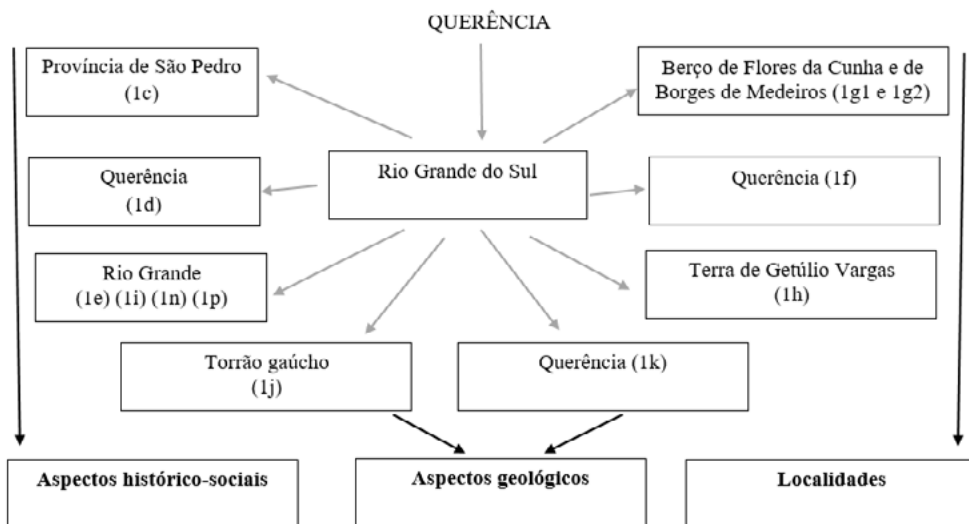 QUERÊNCIA
Província de São Pedro
(1c)
Berço de Flores da Cunha e de
Borges de Medeiros (1g1 e 1g2)
Rio Grande do Sul
Querência
(1d)
Querência (1f)
Rio Grande
(1e) (1i) (1n) (1p)
Terra de Getúlio Vargas
(1h)
Torrão gaúcho
(1j)
Querência (1k)
Aspectos histórico-sociais
Aspectos geológicos
Localidades